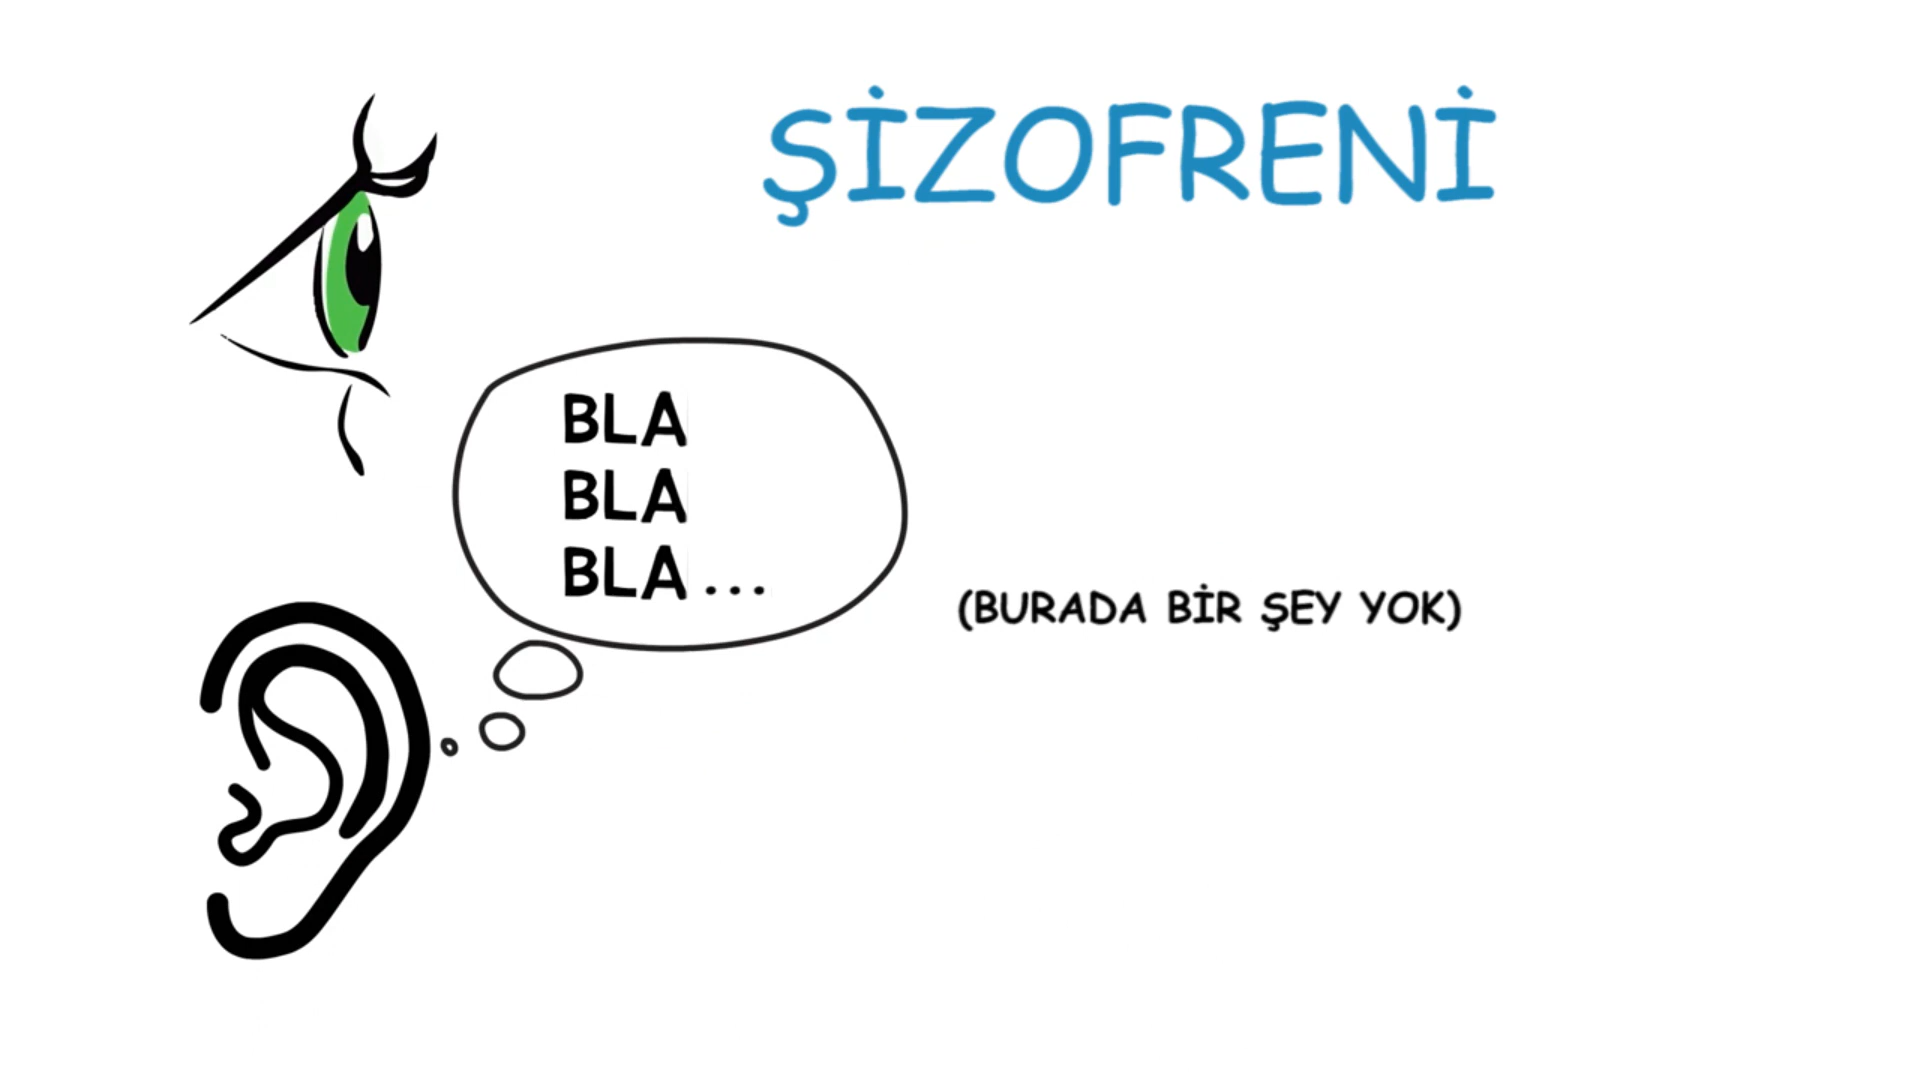 ŞİZOFRENİ
BLA
BLA
BLA...
(BURADA BİR ŞEY YOK)